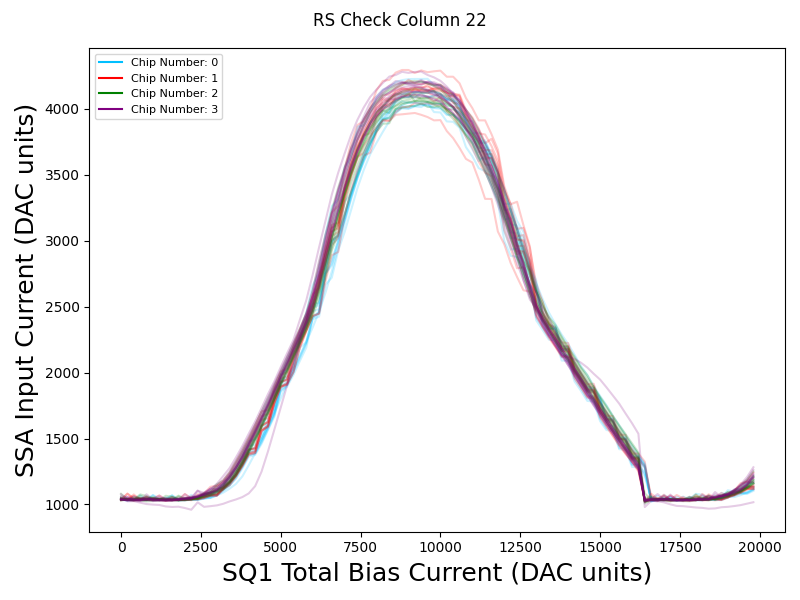 RS Check Column 22
Chip Number: 0
Chip Number: 1
Chip Number: 2
Chip Number: 3
SSA Input Current (DAC units)
4000
3500
3000
2500
2000
1500
1000
0 2500 5000 7500 10000 12500 15000 17500 20000
SQ1 Total Bias Current (DAC units)